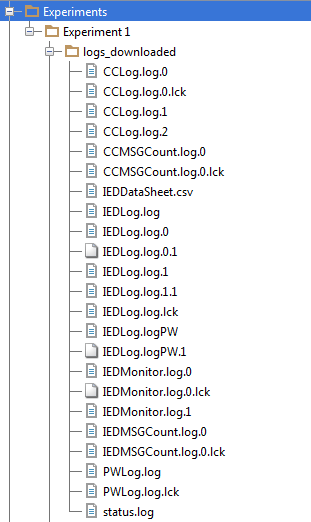 Experiments
Experiment 1
logs_downloaded
CCLog.log.0
CCLog.log.0.lck
CCLog.log.1
CCLog.log.2
CCMSGCount.log.0
CCMSGCount.log.0.lck
IEDDataSheet.csv
IEDLog.log
IEDLog.log.0
IEDLog.log.0.1
IEDLog.log.1
IEDLog.log.1.1
IEDLog.log.lck
IEDLog.logPW
IEDLog.logPW.1
IEDMonitor.log.0
IEDMonitor.log.0.lck
IEDMonitor.log.1
IEDMSGCount.log.0
IEDMSGCount.log.0.lck
PWLog.log
PWLog.log.lck
status.log